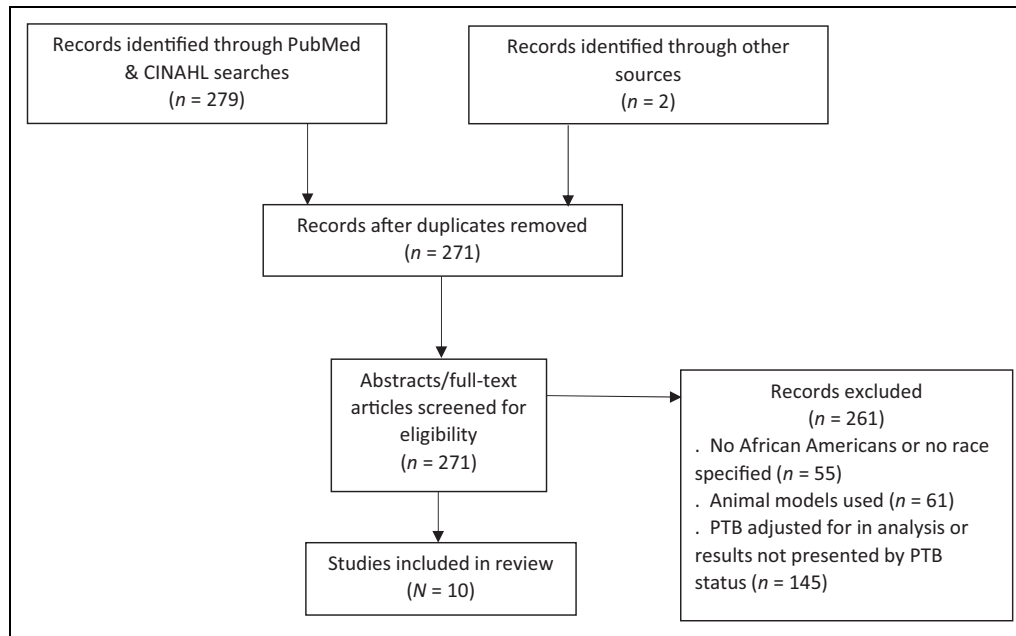 Records identified through PubMed
& CINAHL searches
(n = 279)
Records identified through other
sources
(n = 2)
Records after duplicates removed
(n = 271)
Abstracts/full-text
articles screened for
eligibility
(n = 271)
Records excluded
(n = 261)
. No African Americans or no race
specified (n = 55)
. Animal models used (n = 61)
. PTB adjusted for in analysis or
results not presented by PTB
status (n = 145)
Studies included in review
(N = 10)